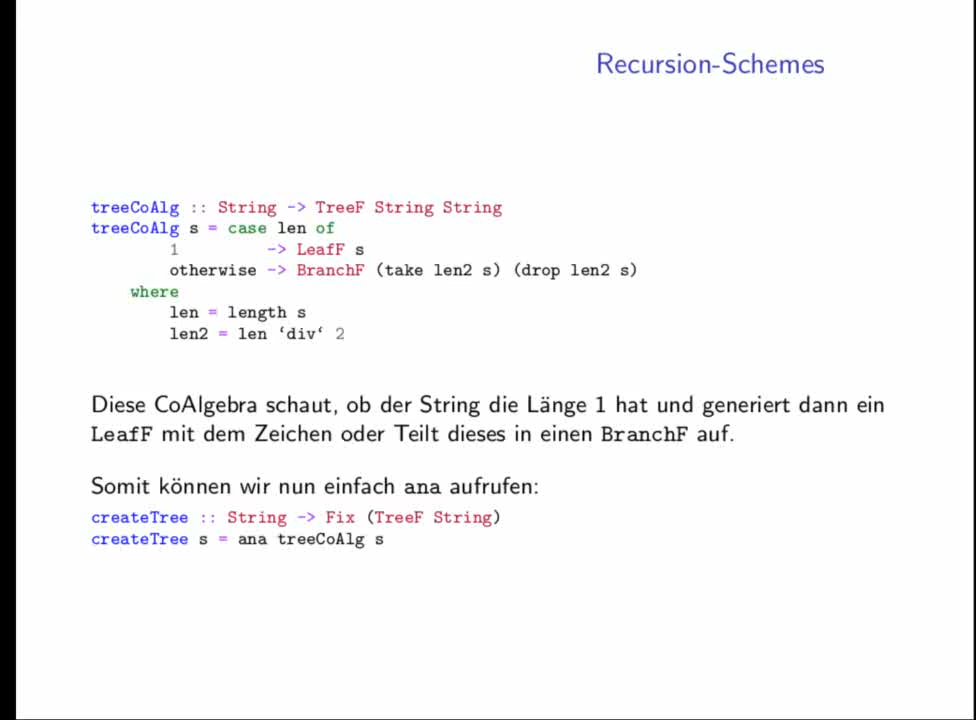 Recursion-Schemes
treeCoAlg :: String -> TreeF String String
treeCoAlg s = case len of
1 -> LeafF s
otherwise -> BranchF (take len2 s) (drop len2 s)
where
len = length s
len2 = len ‘div‘ 2
Diese CoAlgebra schaut, ob der String die Länge 1 hat und generiert dann ein
LeafF mit dem Zeichen oder Teilt dieses in einen BranchF auf.
Somit können wir nun einfach ana aufrufen:
createTree :: String -> Fix (TreeF String)
createTree s = ana treeCoAlg s